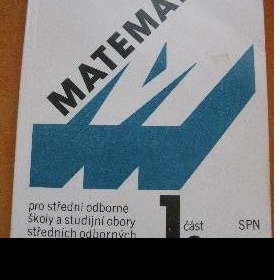 MATEMA
pro střední odborné
školy a studijní obory
středních odborných
1. část SPN